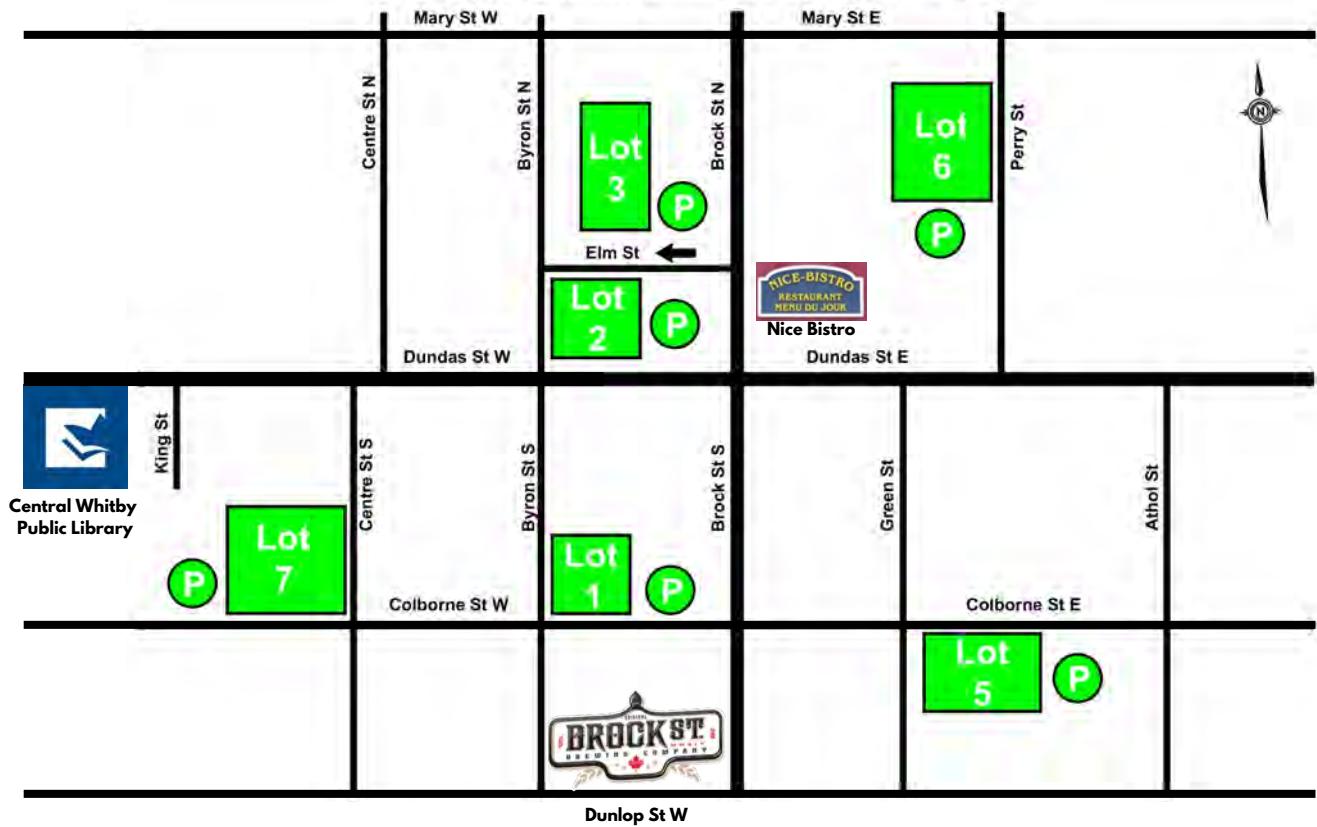 Mary St W
Mary St E
Centre St N
Byron St N
Brock St N
Perry St
N
Lot
3
P
Lot
6
P
Elm St
Lot
2
P
NICE-BISTRO
RESTAURANT
MENU DU JOUR
Nice Bistro
Dundas St W
Dundas St E
King St
Centre St S
Byron St S
Brock St S
Green St
Athol St
Central Whitby
Public Library
Lot
7
P
Lot
1
P
Colborne St W
Colborne St E
Lot
5
P
BROCK ST.
BREWING COMPANY
Dunlop St W